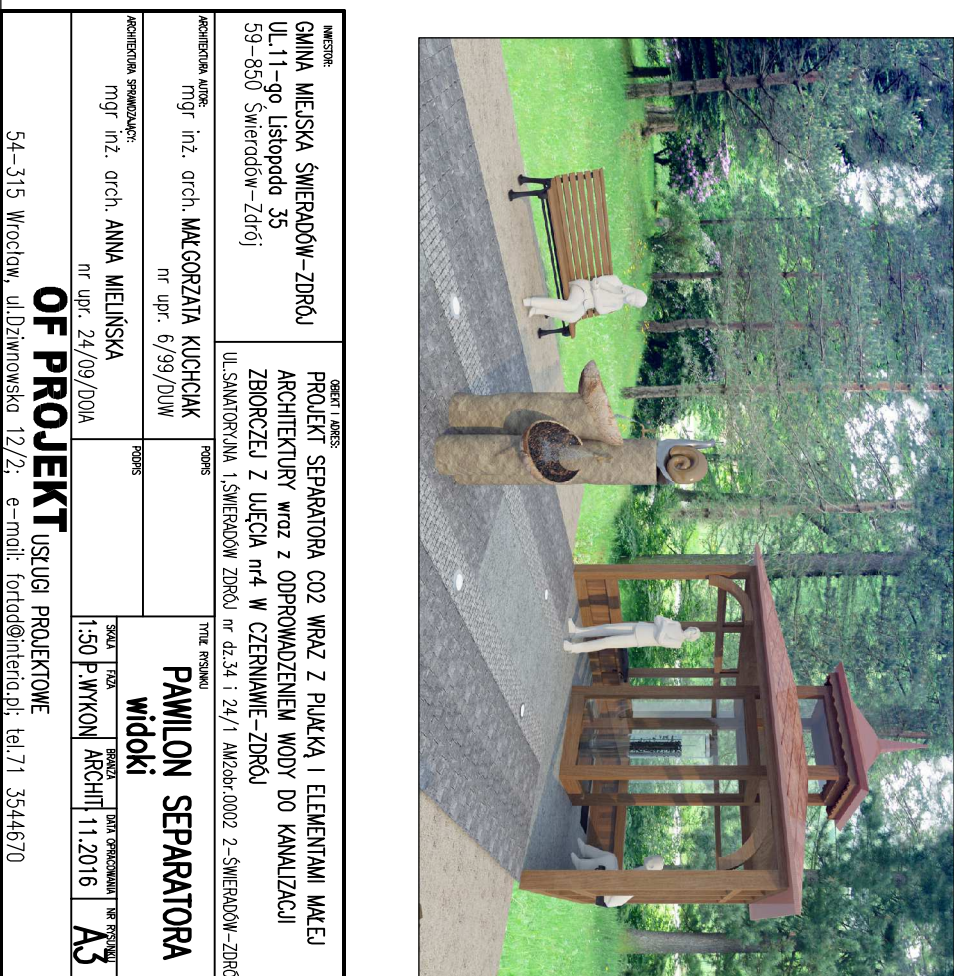 INWESTOR:
GMINA MIEJSKA ŚWIERADÓW-ZDRÓJ
UL.11-go Listopada 35
59-850 Świeradów-Zdrój
OBIEKT I ADRES:
PROJEKT SEPARATORA CO2 WRAZ Z PIJAŁKĄ I ELEMENTAMI MAŁEJ
ARCHITEKTURY wraz z ODPROWADZENIEM WODY DO KANALIZACJI
ZBIORCZEJ Z UJĘCIA nr4 W CZERNIAWIE-ZDRÓJ
UL.SANATORYJNA 1,ŚWIERADÓW ZDRÓJ nr dz.34 i 24/1 AM2obr.0002 2-ŚWIERADÓW-ZDRÓ
ARCHITEKTURA AUTOR:
mgr inż. arch. MAŁGORZATA KUCHCIAK
nr upr. 6/99/DUW
PODPIS
ARCHITEKTURA SPRAWDZAJĄCY:
mgr inż. arch. ANNA MIELIŃSKA
nr upr. 24/09/DOIA
PODPIS
TYTUŁ RYSUNKU
PAWILON SEPARATORA
widoki
SKALA
1:50
FAZA
P.WYKON
BRANŻA
ARCHIT.
DATA OPRACOWANIA
11.2016
NR RYSUNKU
A3
OF PROJEKT USŁUGI PROJEKTOWE
54-315 Wrocław, ul.Dziwnowska 12/2; e-mail: fortad@interia.pl; tel.71 3544670